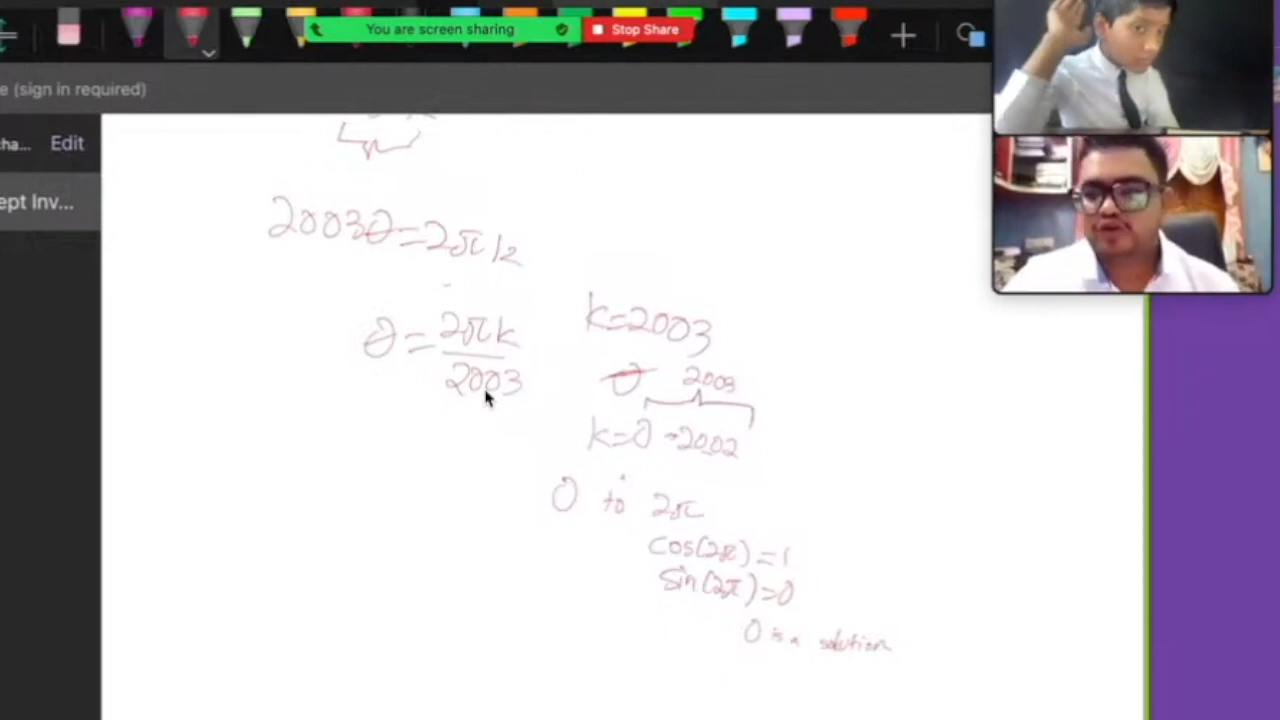 You are screen sharing Stop Share
e (sign in required)
cha... Edit
ept Inv...
2003θ=2πk
θ=2πk/2003
k=2003
θ 2003
k=0-2002
0 to 2π
cos(2π)=1
sin(2π)=0
0 is a solution